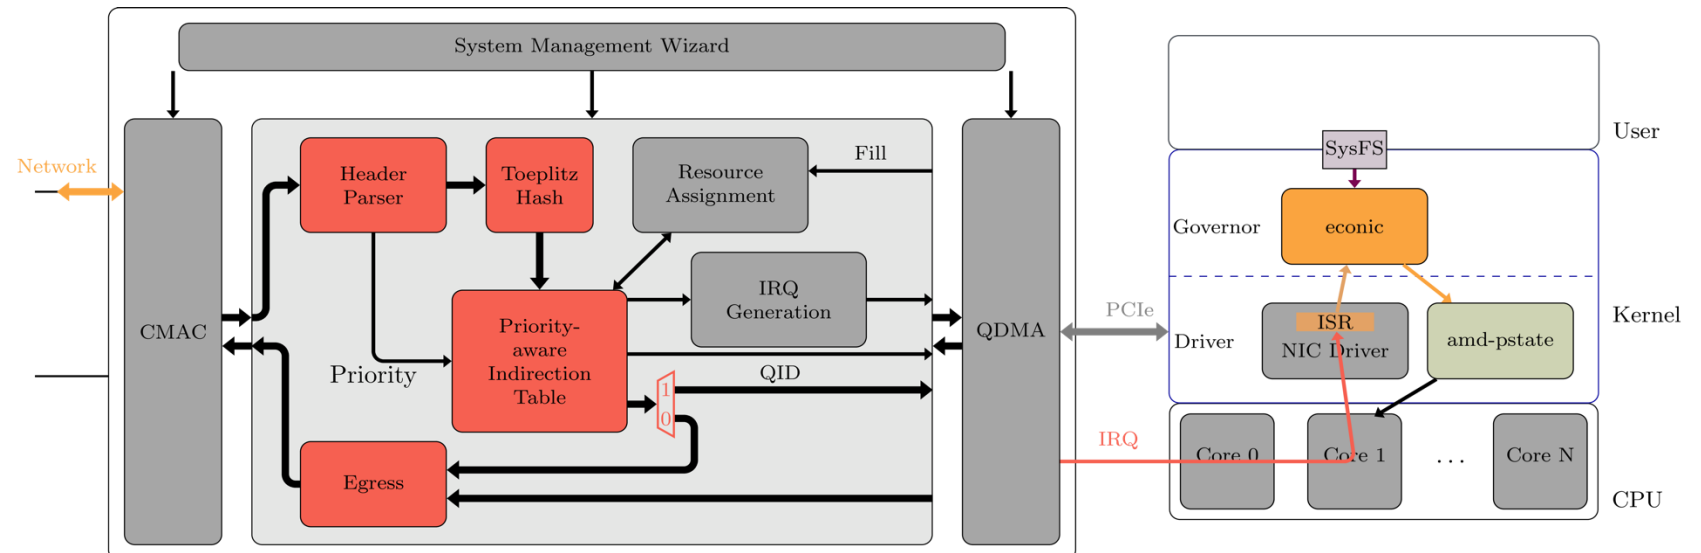 System Management Wizard
Network
CMAC
Header
Parser
Toeplitz
Hash
Resource
Assignment
Fill
IRQ
Generation
Priority-
aware
Indirection
Table
Priority
QID
1
0
Egress
QDMA
PCIe
IRQ
User
SysFS
Governor
econic
Kernel
Driver
ISR
NIC Driver
amd-pstate
Core 0
Core 1
...
Core N
CPU